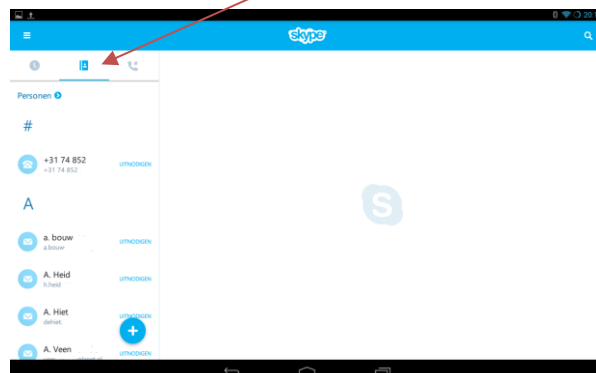 20
skype
Personen
#
+31 74 852
+31 74 852
UITNODIGEN
A
a. bouw
a.bouw
UITNODIGEN
A. Heid
h.heid
UITNODIGEN
A. Hiet
dehiet.
UITNODIGEN
A. Veen
UITNODIGEN
S